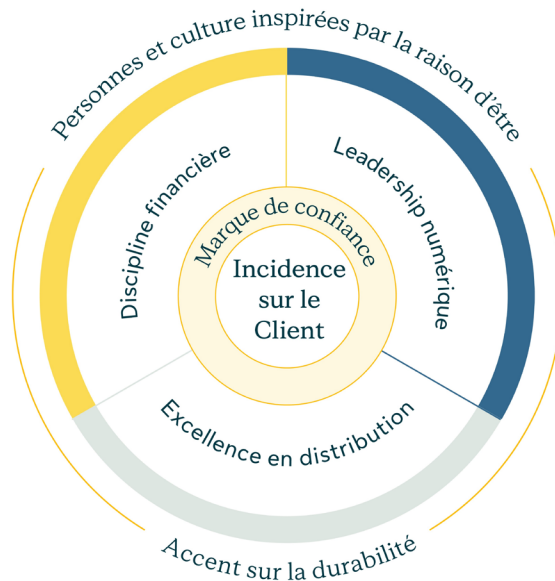 Personnes et culture inspirées par la raison d'être
Discipline financière
Leadership numérique
Marque de confiance
Incidence
sur le
Client
Excellence en distribution
Accent sur la durabilité